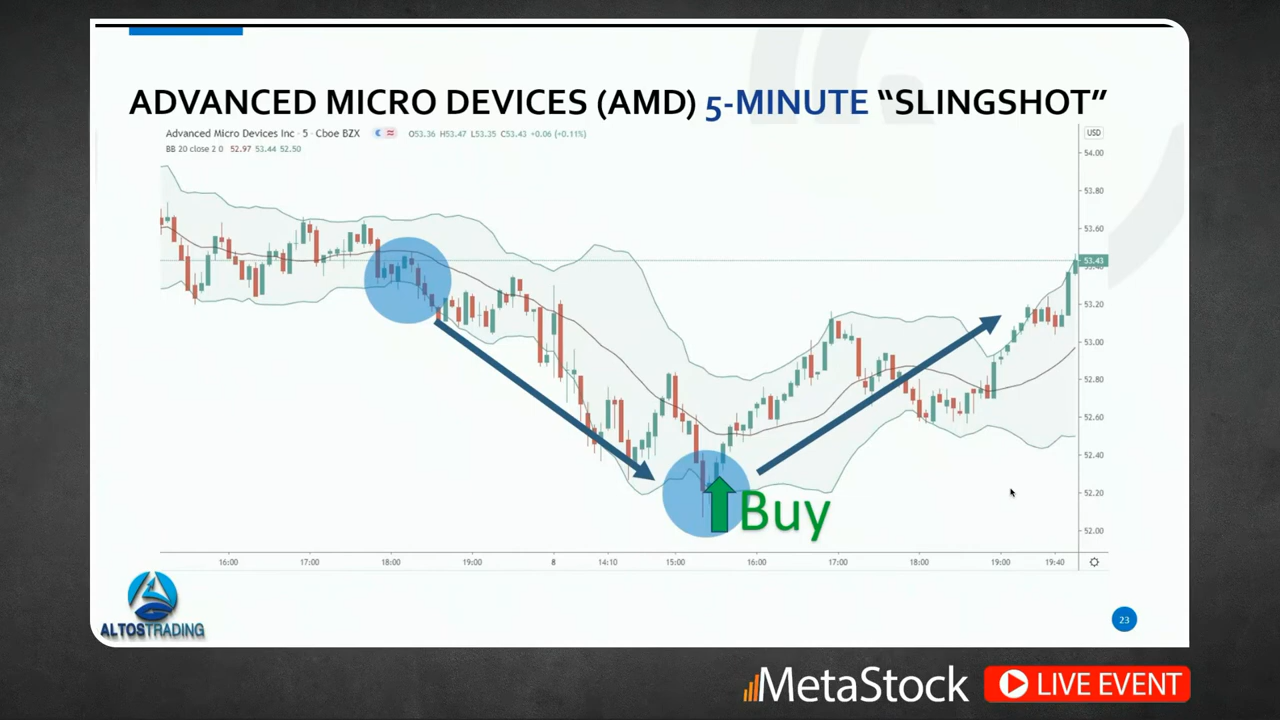 ADVANCED MICRO DEVICES (AMD) 5-MINUTE “SLINGSHOT”
Advanced Micro Devices Inc · 5 · Cboe BZX O53.36 H53.47 L53.35 C53.43 +0.06 (+0.11%)
USD
BB 20 close 2 0 52.97 53.44 52.50
54.00
53.80
53.60
53.43
53.40
53.20
53.00
52.80
52.60
52.40
52.20
52.00
Buy
16:00 17:00 18:00 19:00 8 14:10 15:00 16:00 17:00 18:00 19:00 19:40
ALTOSTRADING
23
MetaStock
LIVE EVENT